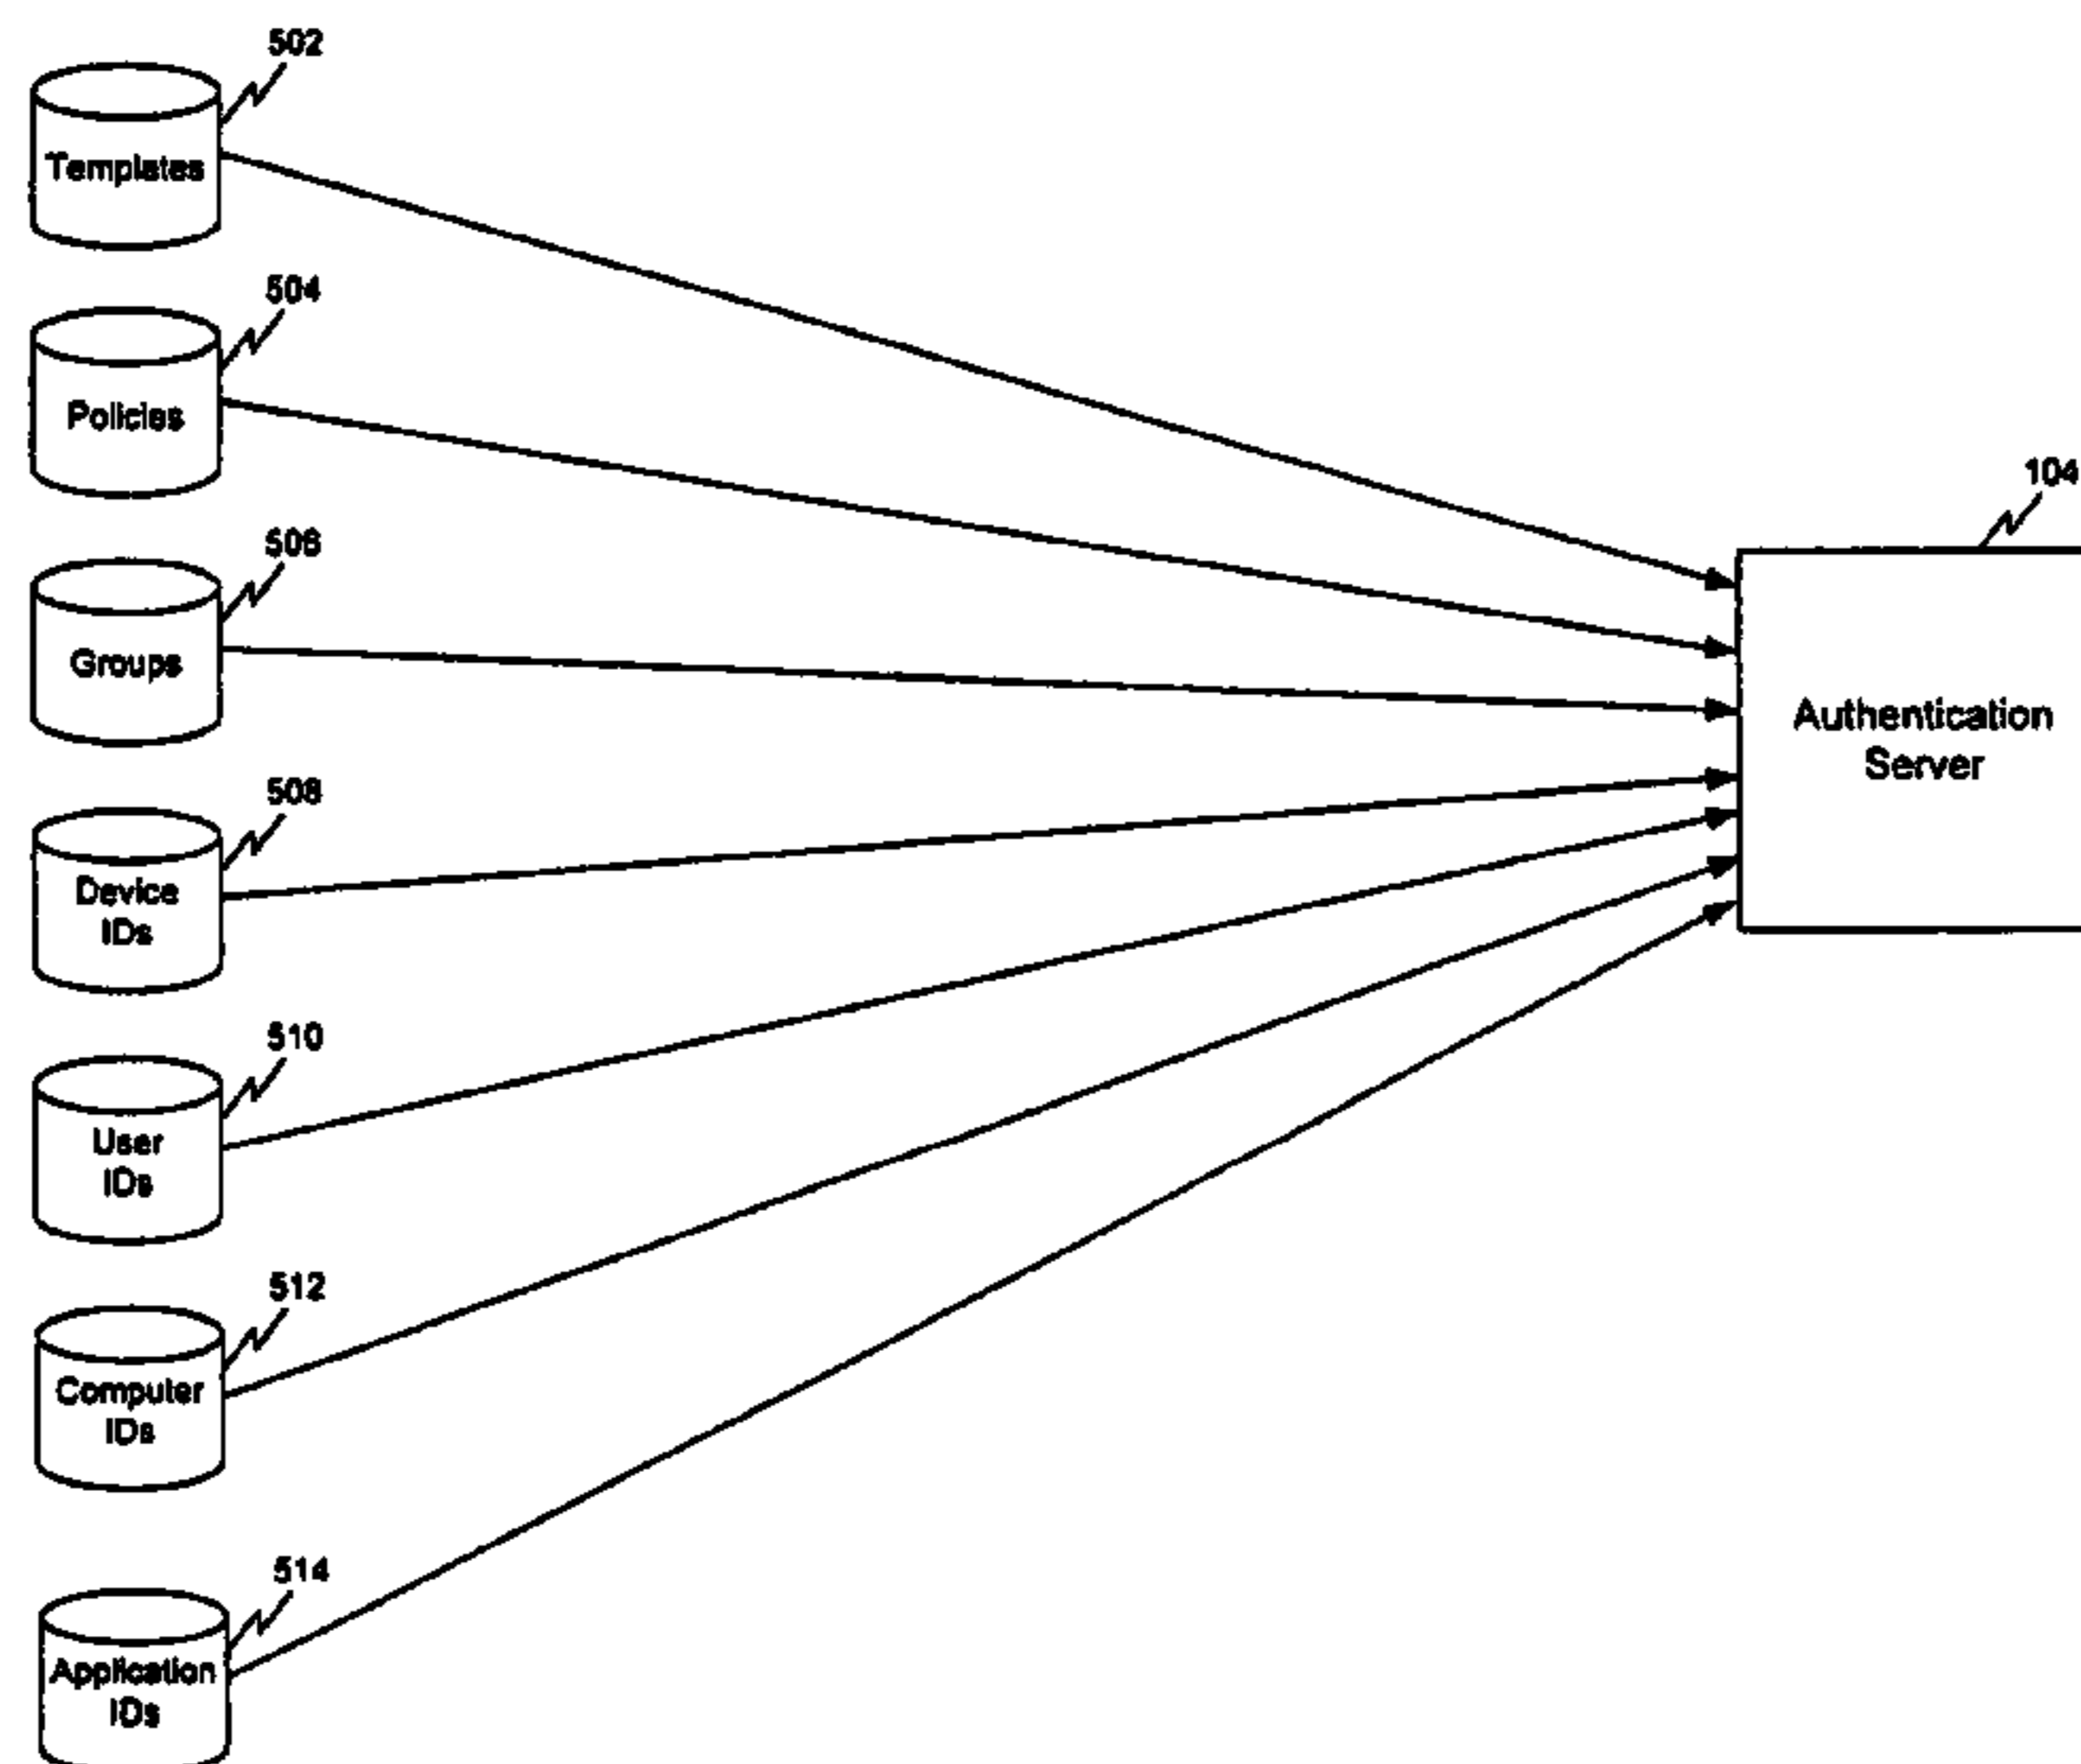 502
Templates
504
Policies
506
Groups
104
Authentication
Server
508
Device
IDs
510
User
IDs
512
Computer
IDs
514
Application
IDs